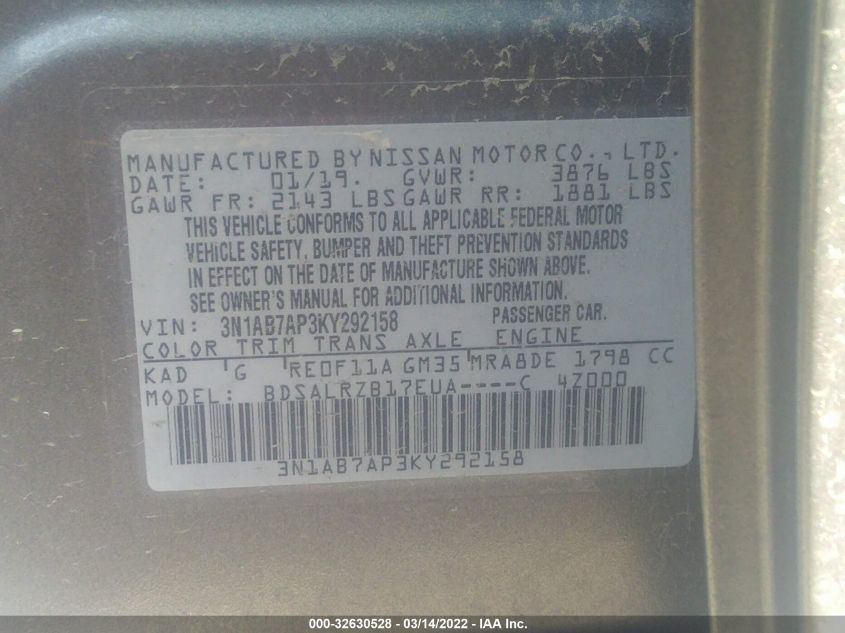 MANUFACTURED BY NISSAN MOTOR CO., LTD.
DATE: 01/19. GVWR: 3876 LBS
GAWR FR: 2143 LBS GAWR RR: 1881 LBS
THIS VEHICLE CONFORMS TO ALL APPLICABLE FEDERAL MOTOR
VEHICLE SAFETY, BUMPER AND THEFT PREVENTION STANDARDS
IN EFFECT ON THE DATE OF MANUFACTURE SHOWN ABOVE.
SEE OWNER'S MANUAL FOR ADDITIONAL INFORMATION.
VIN: 3N1AB7AP3KY292158 PASSENGER CAR.
COLOR TRIM TRANS AXLE ENGINE
KAD G RE0F11A GM35 MRA8DE 1798 CC
MODEL: BDSALRZB17EUA----C 4Z000
3N1AB7AP3KY292158
000-32630528 - 03/14/2022 - IAA, Inc.